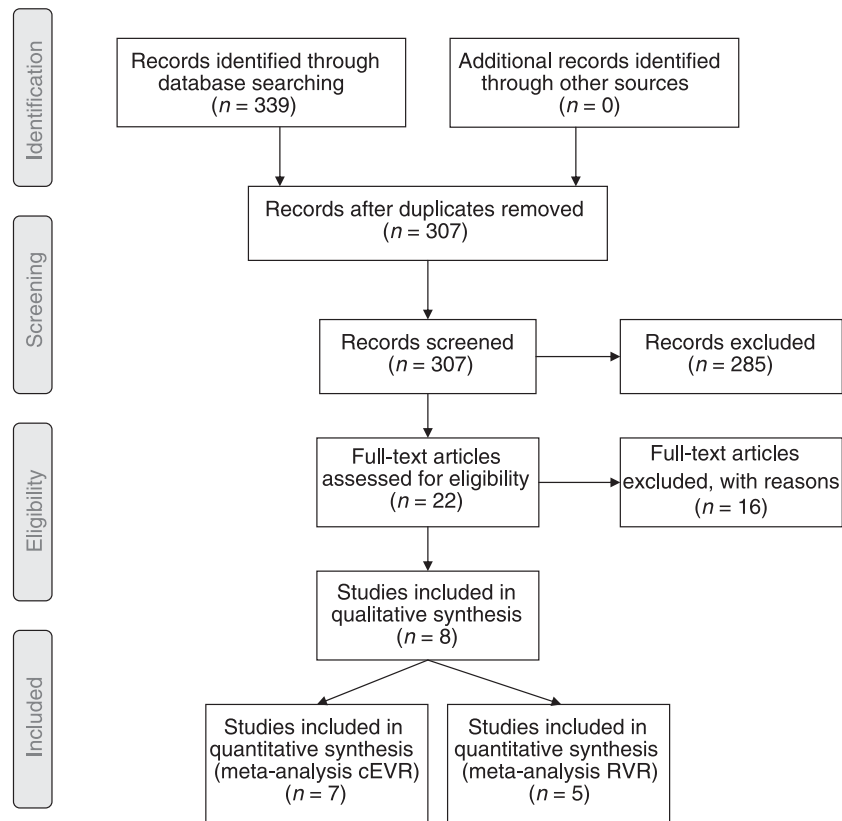 Identification
Records identified through
database searching
(n = 339)
Additional records identified
through other sources
(n = 0)
Records after duplicates removed
(n = 307)
Screening
Records screened
(n = 307)
Records excluded
(n = 285)
Eligibility
Full-text articles
assessed for eligibility
(n = 22)
Full-text articles
excluded, with reasons
(n = 16)
Studies included in
qualitative synthesis
(n = 8)
Included
Studies included in
quantitative synthesis
(meta-analysis cEVR)
(n = 7)
Studies included in
quantitative synthesis
(meta-analysis RVR)
(n = 5)